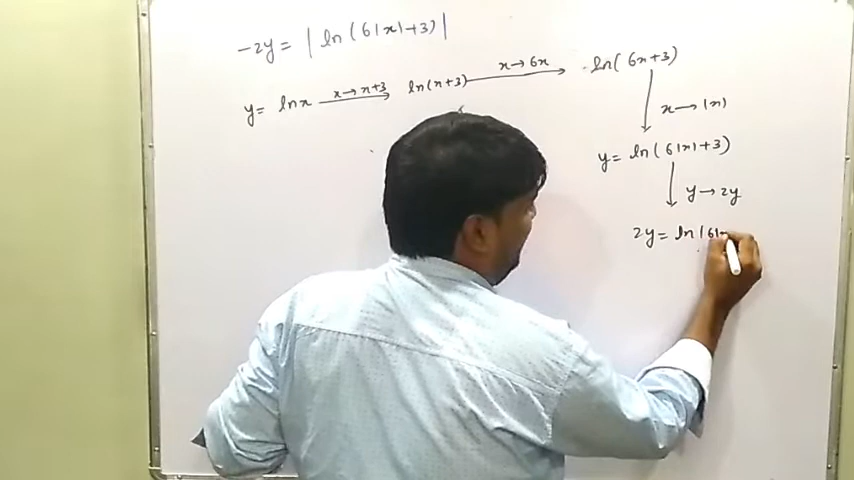 -2y = | ln(6|x|+3) |
y = ln x x → x+3 ln(x+3) x → 6x ln(6x+3)
x → |x|
y = ln(6|x|+3)
y → 2y
2y = ln(6|x